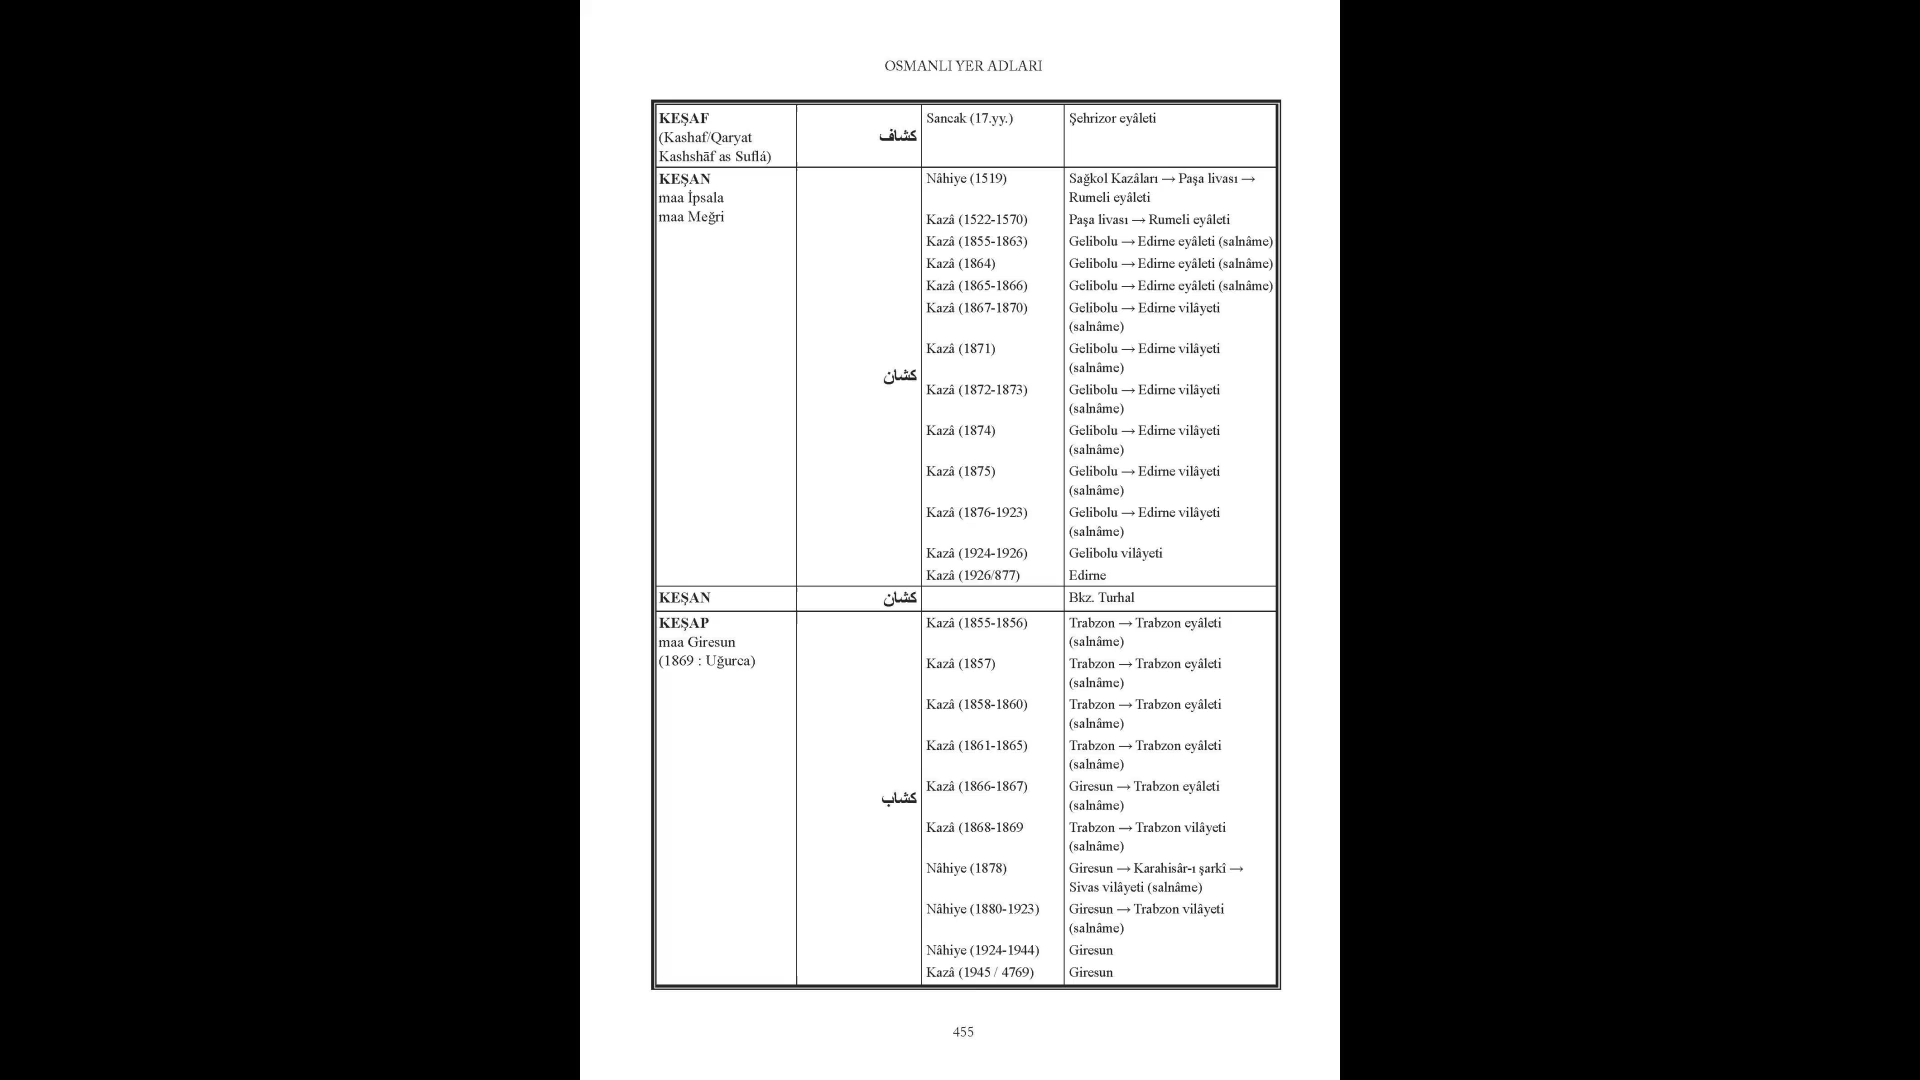 OSMANLI YER ADLARI
KEŞAF
(Kashaf/Qaryat
Kashshāf as Suflá)
كشاف
Sancak (17.yy.)
Şehrizor eyâleti
KEŞAN
maa İpsala
maa Meğri
كشان
Nâhiye (1519)
Sağkol Kazâları → Paşa livası →
Rumeli eyâleti
Kazâ (1522-1570)
Paşa livası → Rumeli eyâleti
Kazâ (1855-1863)
Gelibolu → Edirne eyâleti (salnâme)
Kazâ (1864)
Gelibolu → Edirne eyâleti (salnâme)
Kazâ (1865-1866)
Gelibolu → Edirne eyâleti (salnâme)
Kazâ (1867-1870)
Gelibolu → Edirne vilâyeti
(salnâme)
Kazâ (1871)
Gelibolu → Edirne vilâyeti
(salnâme)
Kazâ (1872-1873)
Gelibolu → Edirne vilâyeti
(salnâme)
Kazâ (1874)
Gelibolu → Edirne vilâyeti
(salnâme)
Kazâ (1875)
Gelibolu → Edirne vilâyeti
(salnâme)
Kazâ (1876-1923)
Gelibolu → Edirne vilâyeti
(salnâme)
Kazâ (1924-1926)
Gelibolu vilâyeti
Kazâ (1926/877)
Edirne
KEŞAN
كشان
Bkz. Turhal
KEŞAP
maa Giresun
(1869 : Uğurca)
كشاب
Kazâ (1855-1856)
Trabzon → Trabzon eyâleti
(salnâme)
Kazâ (1857)
Trabzon → Trabzon eyâleti
(salnâme)
Kazâ (1858-1860)
Trabzon → Trabzon eyâleti
(salnâme)
Kazâ (1861-1865)
Trabzon → Trabzon eyâleti
(salnâme)
Kazâ (1866-1867)
Giresun → Trabzon eyâleti
(salnâme)
Kazâ (1868-1869
Trabzon → Trabzon vilâyeti
(salnâme)
Nâhiye (1878)
Giresun → Karahisâr-ı şarkî →
Sivas vilâyeti (salnâme)
Nâhiye (1880-1923)
Giresun → Trabzon vilâyeti
(salnâme)
Nâhiye (1924-1944)
Giresun
Kazâ (1945 / 4769)
Giresun
455